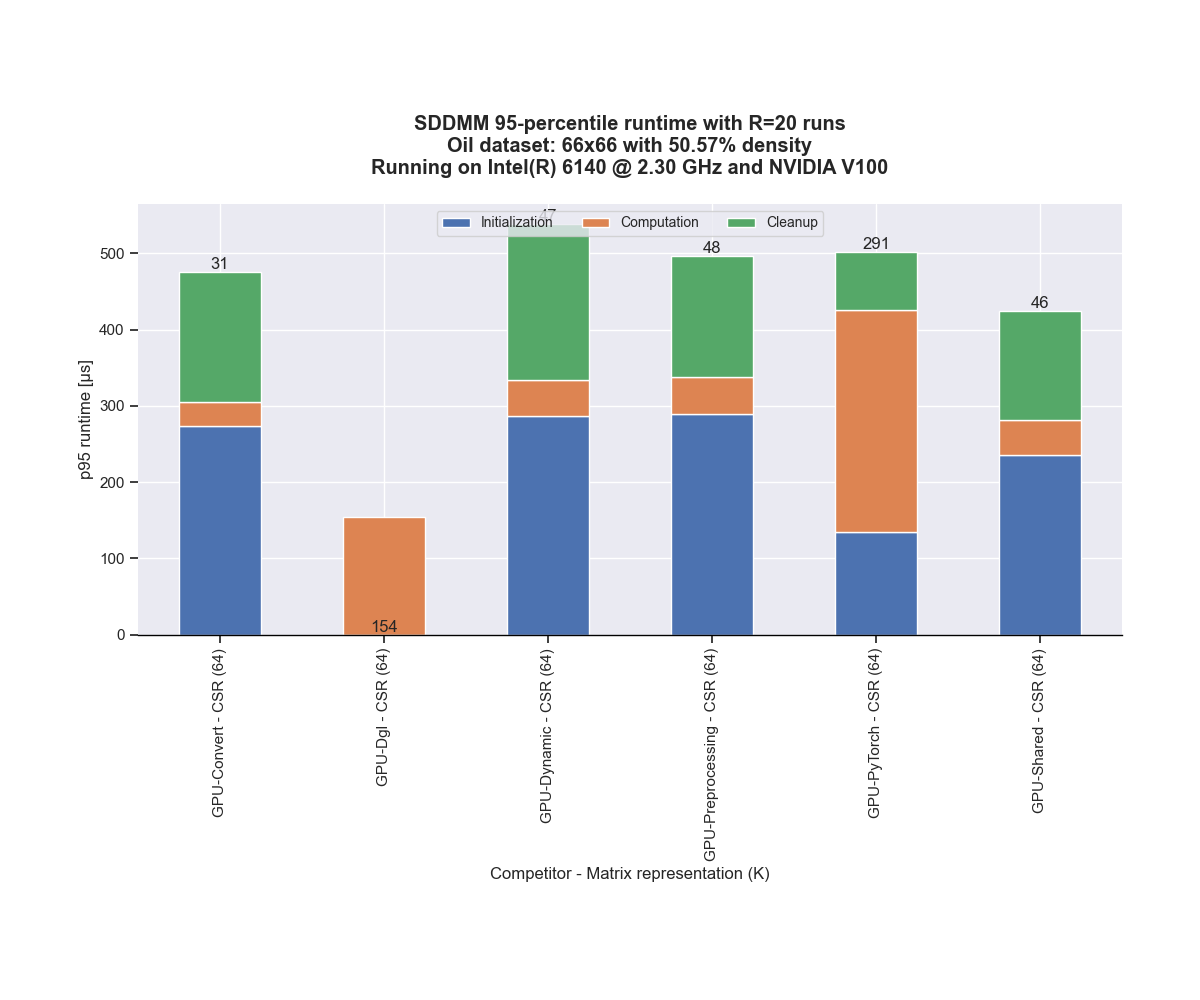 SDDMM 95-percentile runtime with R=20 runs
Oil dataset: 66x66 with 50.57% density
Running on Intel(R) 6140 @ 2.30 GHz and NVIDIA V100
Initialization Computation Cleanup
47
31
48
291
46
154
500
400
300
200
100
0
p95 runtime [µs]
GPU-Convert - CSR (64)
GPU-Dgl - CSR (64)
GPU-Dynamic - CSR (64)
GPU-Preprocessing - CSR (64)
GPU-PyTorch - CSR (64)
GPU-Shared - CSR (64)
Competitor - Matrix representation (K)